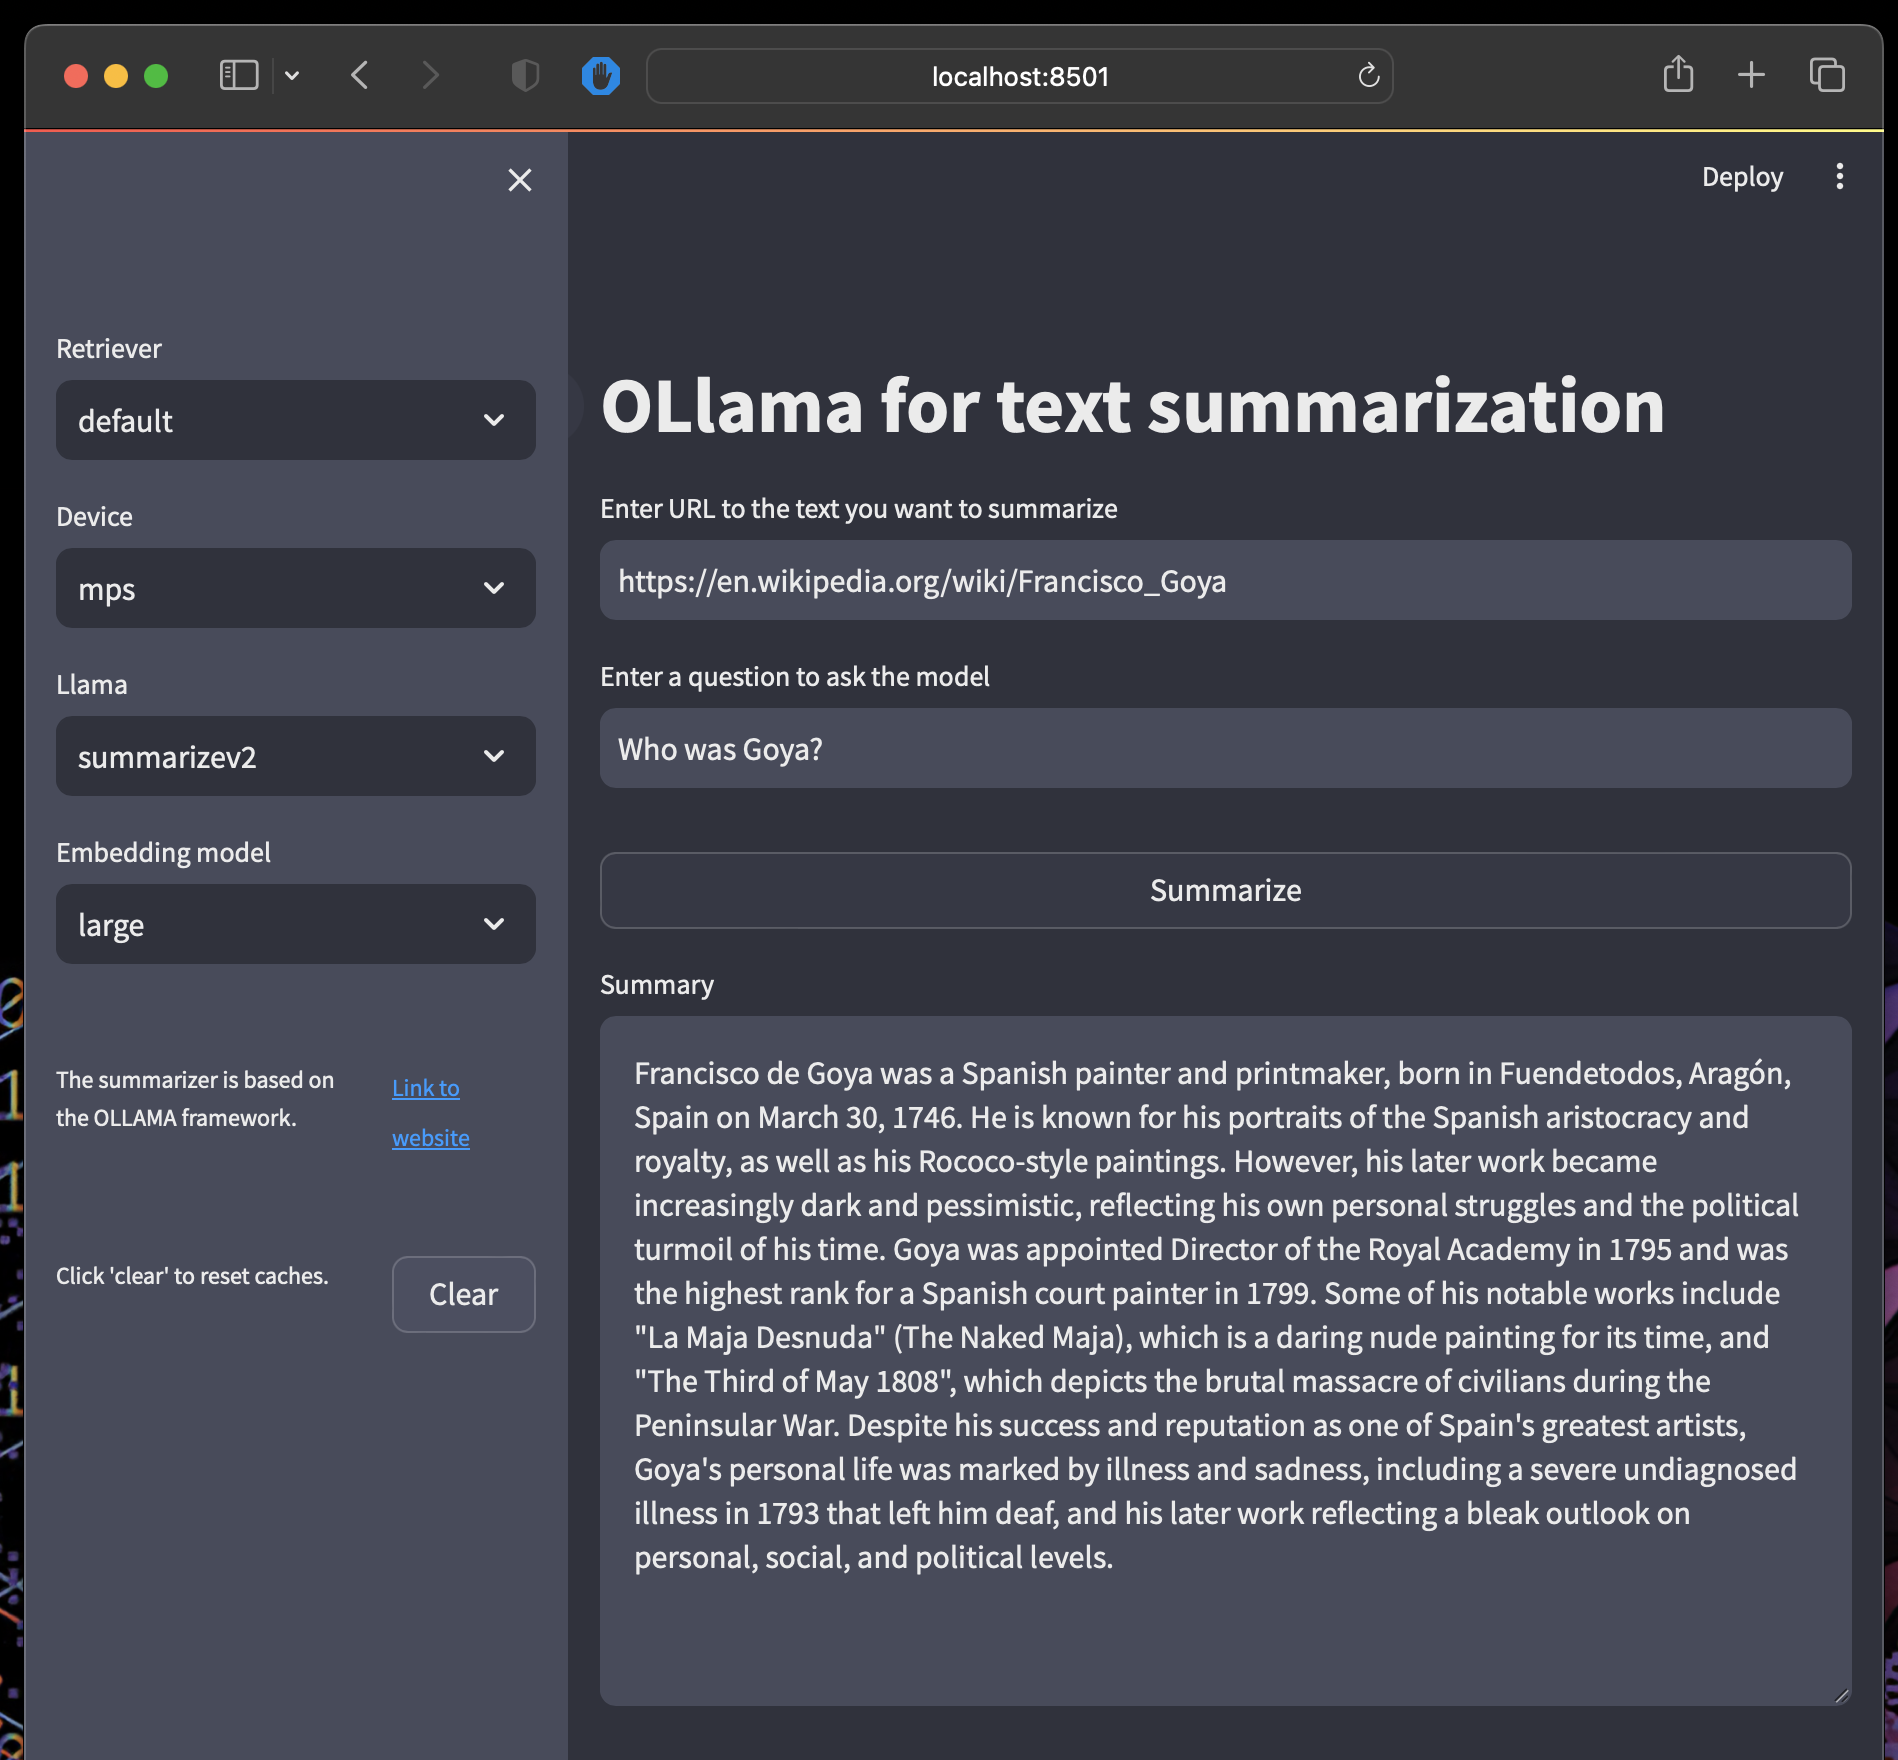 localhost:8501
Deploy
Retriever
default
Device
mps
Llama
summarizev2
Embedding model
large
The summarizer is based on
the OLLAMA framework.
Link to
website
Click 'clear' to reset caches.
Clear
OLlama for text summarization
Enter URL to the text you want to summarize
https://en.wikipedia.org/wiki/Francisco_Goya
Enter a question to ask the model
Who was Goya?
Summarize
Summary
Francisco de Goya was a Spanish painter and printmaker, born in Fuendetodos, Aragón,
Spain on March 30, 1746. He is known for his portraits of the Spanish aristocracy and
royalty, as well as his Rococo-style paintings. However, his later work became
increasingly dark and pessimistic, reflecting his own personal struggles and the political
turmoil of his time. Goya was appointed Director of the Royal Academy in 1795 and was
the highest rank for a Spanish court painter in 1799. Some of his notable works include
"La Maja Desnuda" (The Naked Maja), which is a daring nude painting for its time, and
"The Third of May 1808", which depicts the brutal massacre of civilians during the
Peninsular War. Despite his success and reputation as one of Spain's greatest artists,
Goya's personal life was marked by illness and sadness, including a severe undiagnosed
illness in 1793 that left him deaf, and his later work reflecting a bleak outlook on
personal, social, and political levels.